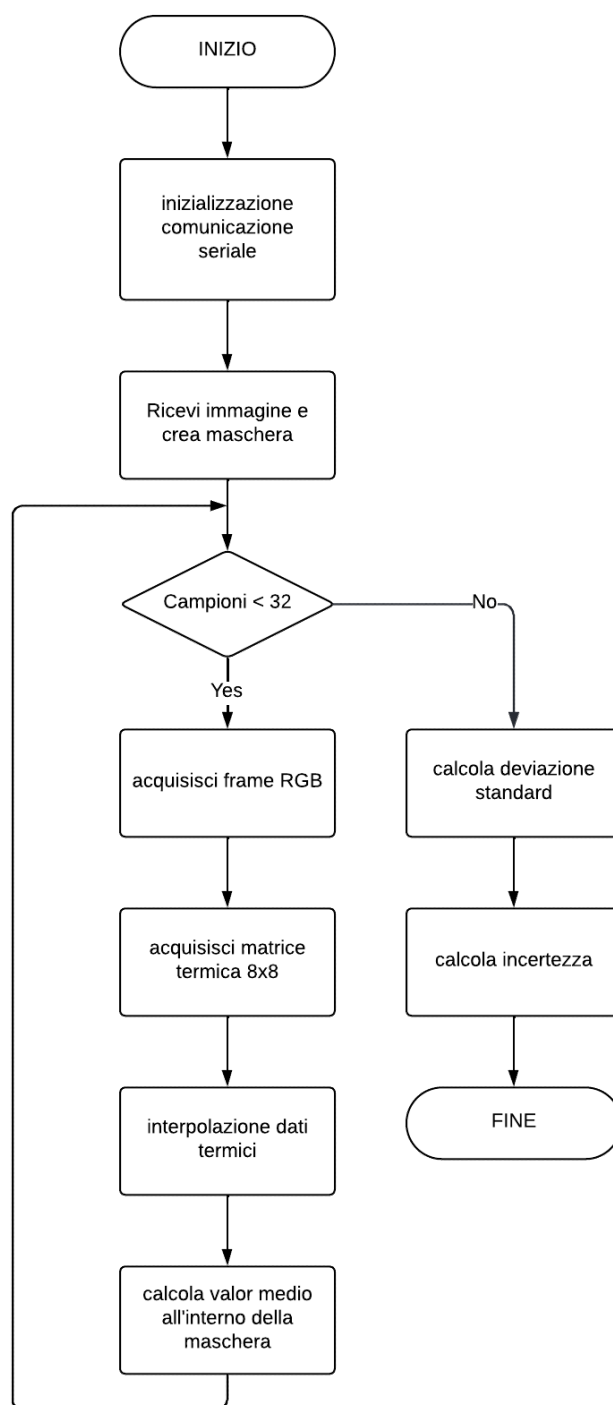 INIZIO
inizializzazione
comunicazione
seriale
Ricevi immagine e
crea maschera
Campioni < 32
No
Yes
acquisisci frame RGB
calcola deviazione
standard
acquisisci matrice
termica 8x8
calcola incertezza
interpolazione dati
termici
FINE
calcola valor medio
all'interno della
maschera